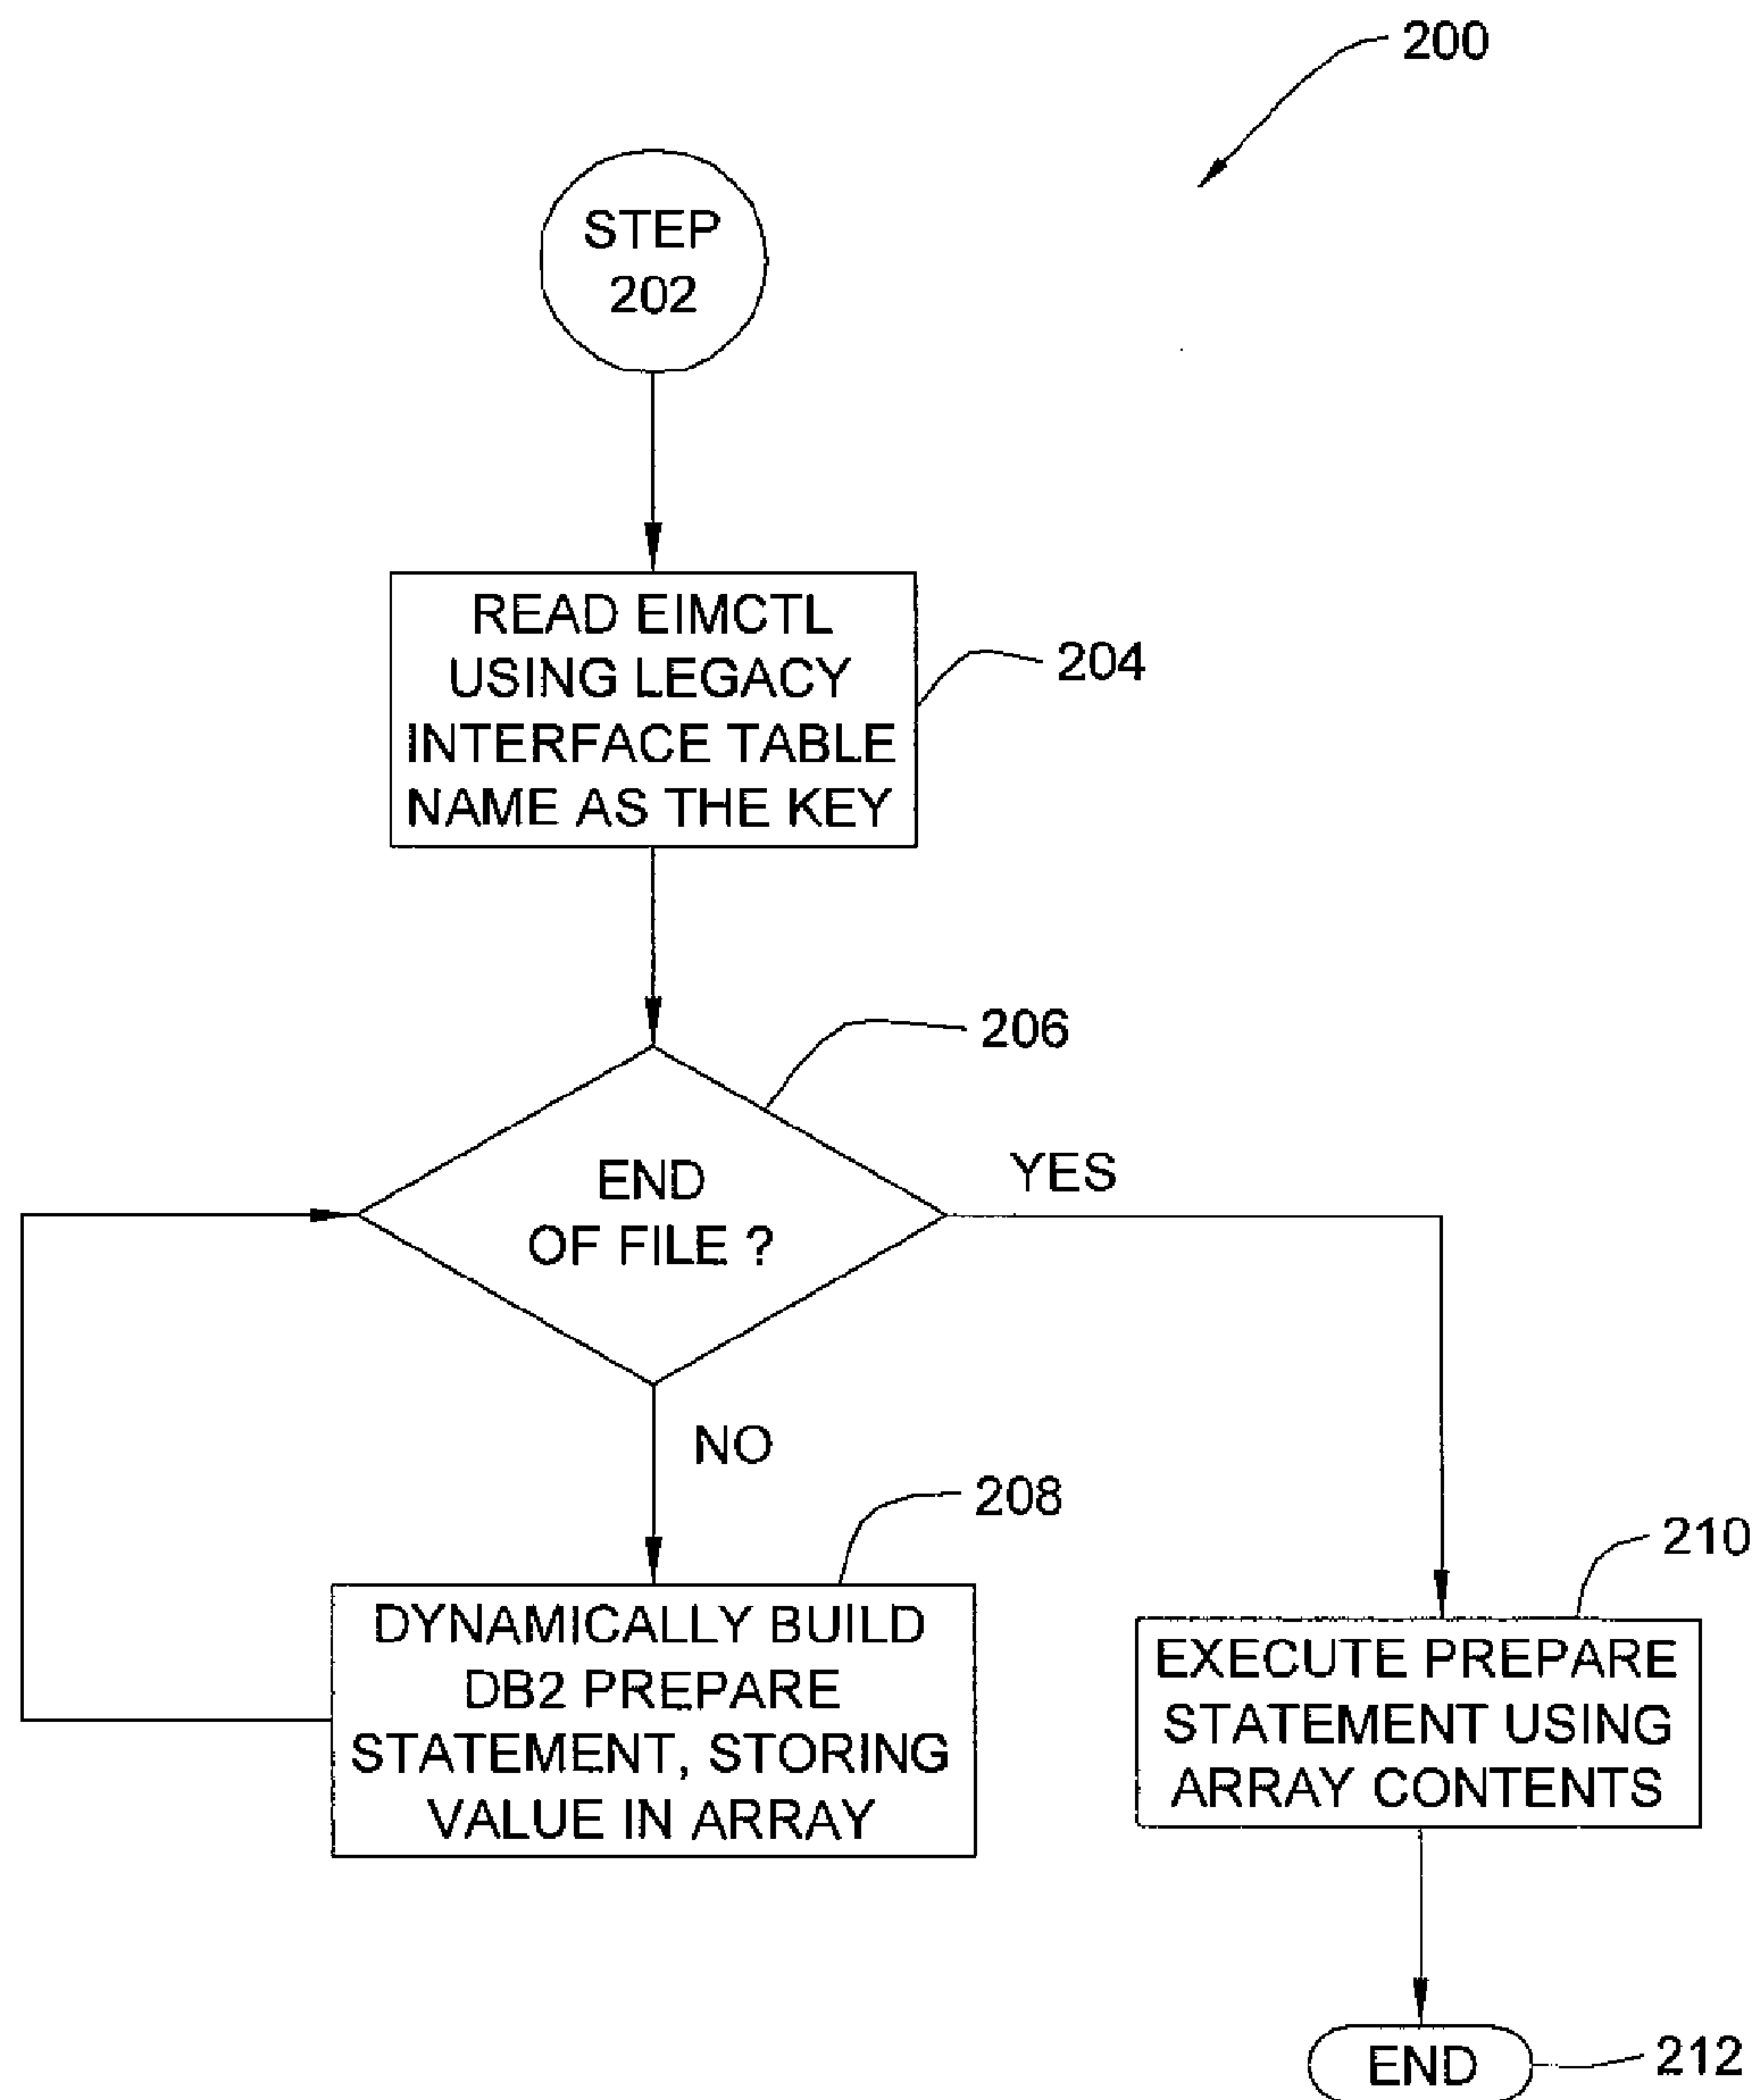 200
STEP
202
READ EIMCTL
USING LEGACY
INTERFACE TABLE
NAME AS THE KEY
204
206
END
OF FILE ?
YES
NO
208
DYNAMICALLY BUILD
DB2 PREPARE
STATEMENT, STORING
VALUE IN ARRAY
210
EXECUTE PREPARE
STATEMENT USING
ARRAY CONTENTS
END
212